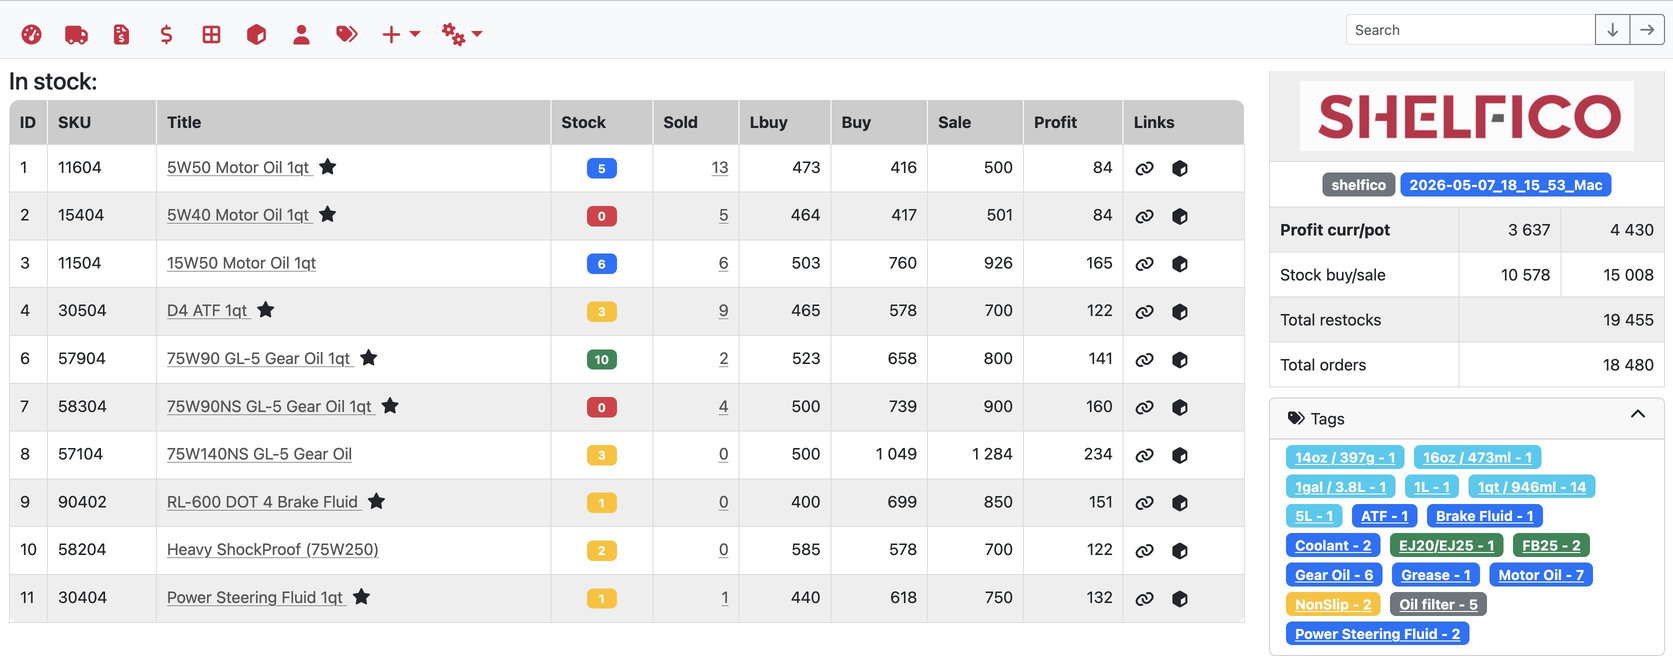 Search
In stock:
ID SKU Title Stock Sold Lbuy Buy Sale Profit Links
1 11604 5W50 Motor Oil 1qt 5 13 473 416 500 84
2 15404 5W40 Motor Oil 1qt 0 5 464 417 501 84
3 11504 15W50 Motor Oil 1qt 6 6 503 760 926 165
4 30504 D4 ATF 1qt 3 9 465 578 700 122
6 57904 75W90 GL-5 Gear Oil 1qt 10 2 523 658 800 141
7 58304 75W90NS GL-5 Gear Oil 1qt 0 4 500 739 900 160
8 57104 75W140NS GL-5 Gear Oil 3 0 500 1 049 1 284 234
9 90402 RL-600 DOT 4 Brake Fluid 1 0 400 699 850 151
10 58204 Heavy ShockProof (75W250) 2 0 585 578 700 122
11 30404 Power Steering Fluid 1qt 1 1 440 618 750 132
SHELFICO
shelfico 2026-05-07_18_15_53_Mac
Profit curr/pot 3 637 4 430
Stock buy/sale 10 578 15 008
Total restocks 19 455
Total orders 18 480
Tags
14oz / 397g - 1 16oz / 473ml - 1
1gal / 3.8L - 1 1L - 1 1qt / 946ml - 14
5L - 1 ATF - 1 Brake Fluid - 1
Coolant - 2 EJ20/EJ25 - 1 FB25 - 2
Gear Oil - 6 Grease - 1 Motor Oil - 7
NonSlip - 2 Oil filter - 5
Power Steering Fluid - 2